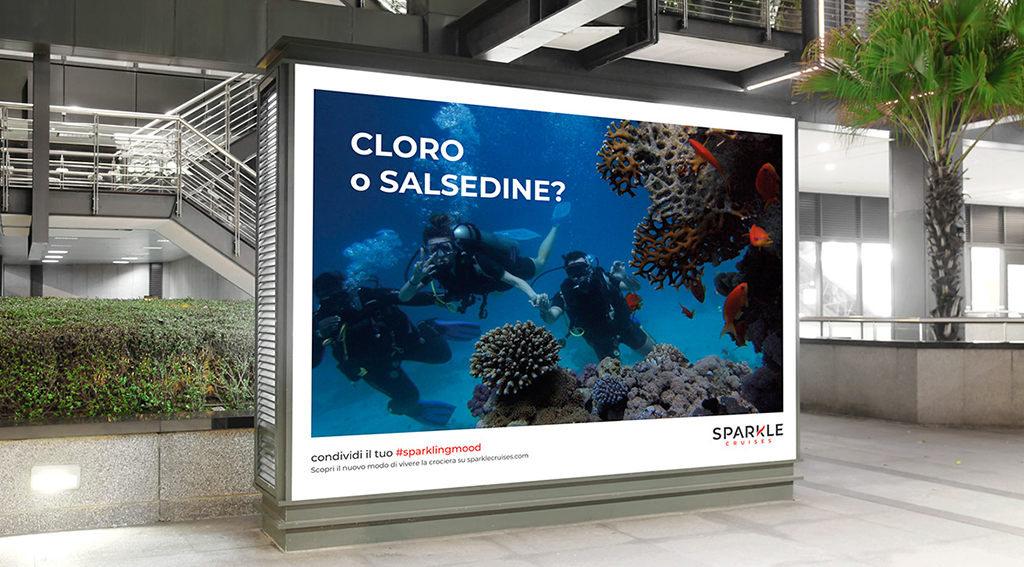 CLORO
o SALSEDINE?
condividi il tuo #sparklingmood
Scopri il nuovo modo di vivere la crociera su sparklecruises.com
SPARKLE
CRUISES